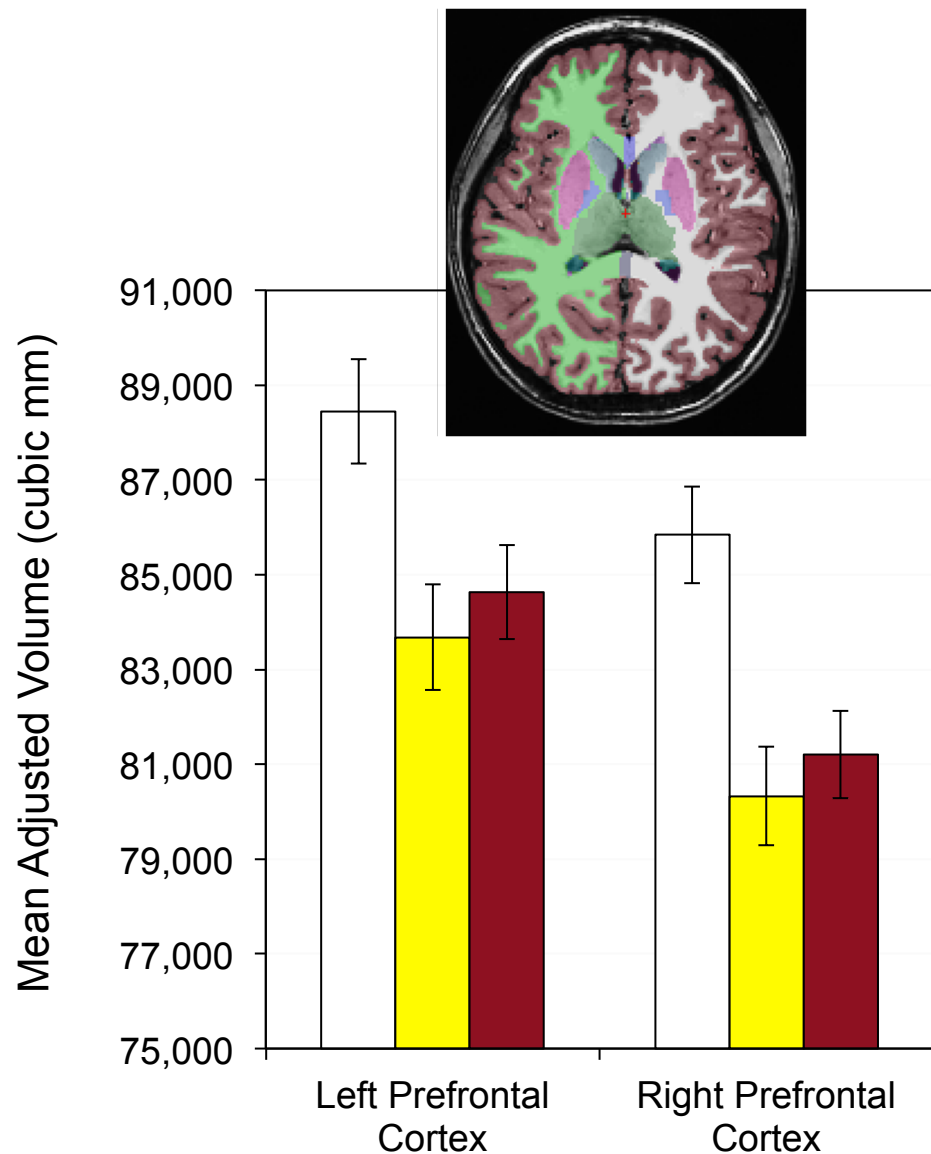 Mean Adjusted Volume (cubic mm)
91,000
89,000
87,000
85,000
83,000
81,000
79,000
77,000
75,000
Left Prefrontal
Cortex
Right Prefrontal
Cortex